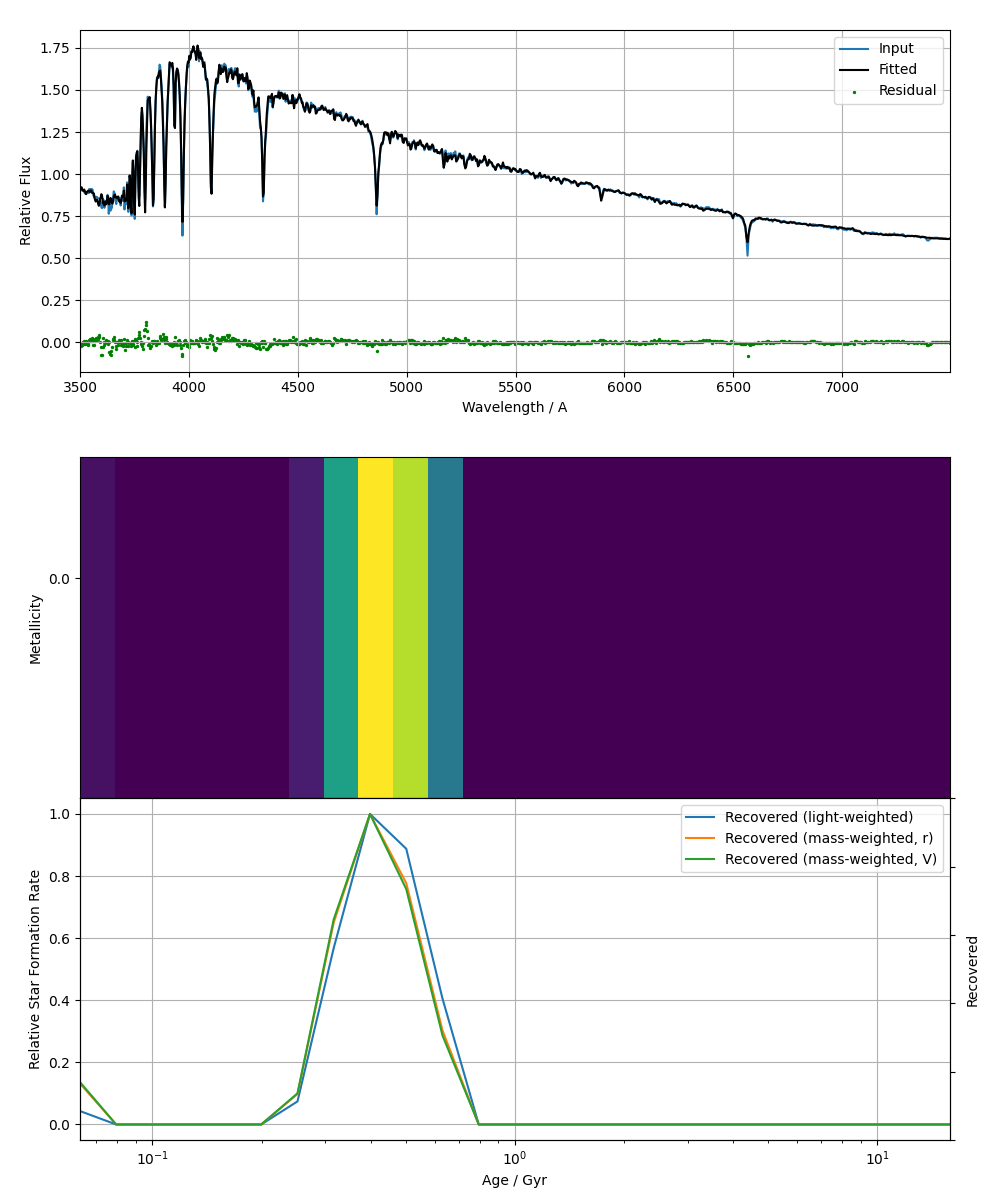 1.75
1.50
1.25
1.00
0.75
0.50
0.25
0.00
Relative Flux
Input
Fitted
Residual
3500 4000 4500 5000 5500 6000 6500 7000
Wavelength / A
0.0
Metallicity
1.0
0.8
0.6
0.4
0.2
0.0
Relative Star Formation Rate
Recovered (light-weighted)
Recovered (mass-weighted, r)
Recovered (mass-weighted, V)
Recovered
10⁻¹ 10⁰ 10¹
Age / Gyr